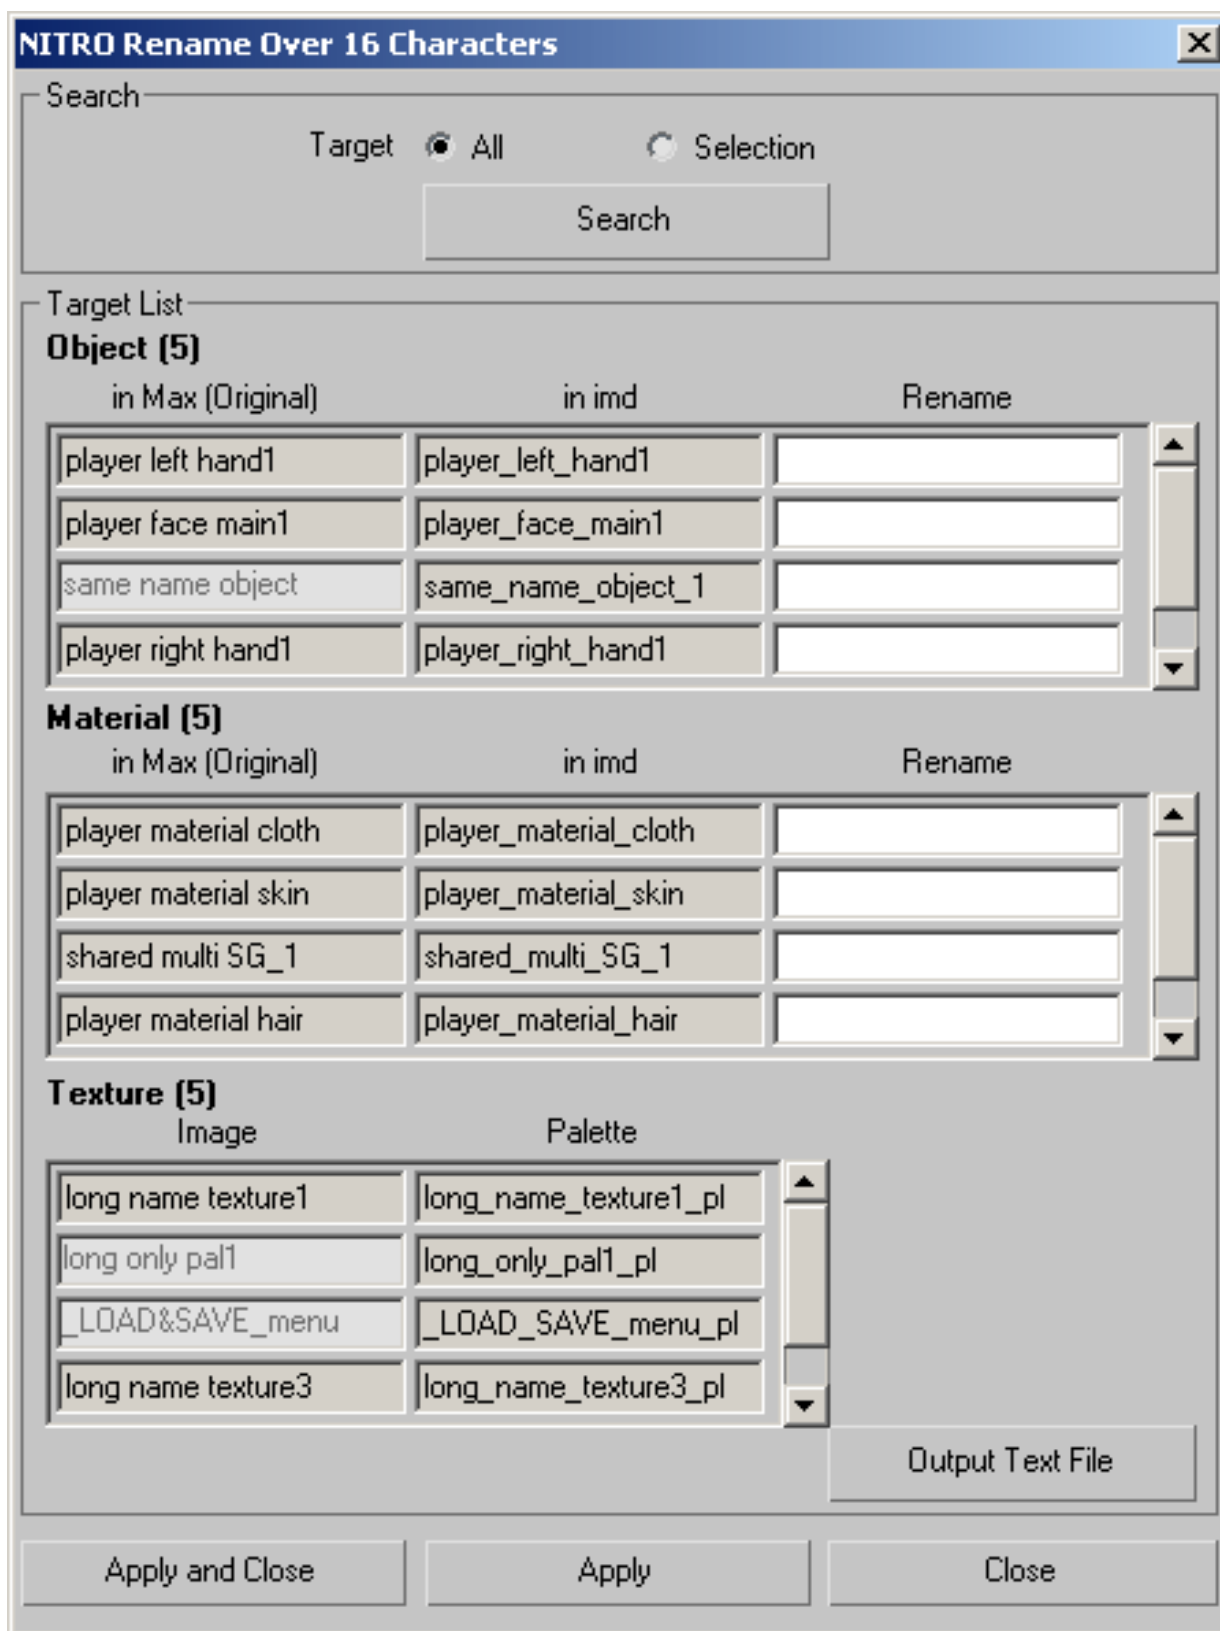 NITRO Rename Over 16 Characters
Search
Target All Selection
Search
Target List
Object (5)
in Max (Original) in imd Rename
player left hand1 player_left_hand1
player face main1 player_face_main1
same name object same_name_object_1
player right hand1 player_right_hand1
Material (5)
in Max (Original) in imd Rename
player material cloth player_material_cloth
player material skin player_material_skin
shared multi SG_1 shared_multi_SG_1
player material hair player_material_hair
Texture (5)
Image Palette
long name texture1 long_name_texture1_pl
long only pal1 long_only_pal1_pl
_LOAD&SAVE_menu _LOAD_SAVE_menu_pl
long name texture3 long_name_texture3_pl
Output Text File
Apply and Close Apply Close